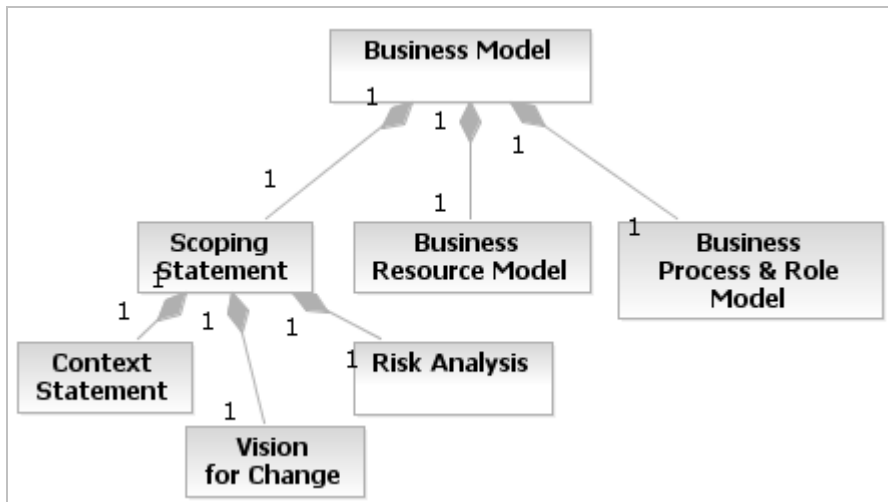 Business Model
1
1
1
1
1
1
Scoping
Statement
Business
Resource Model
Business
Process & Role
Model
1
1
1
1
1
1
Context
Statement
Risk Analysis
Vision
for Change